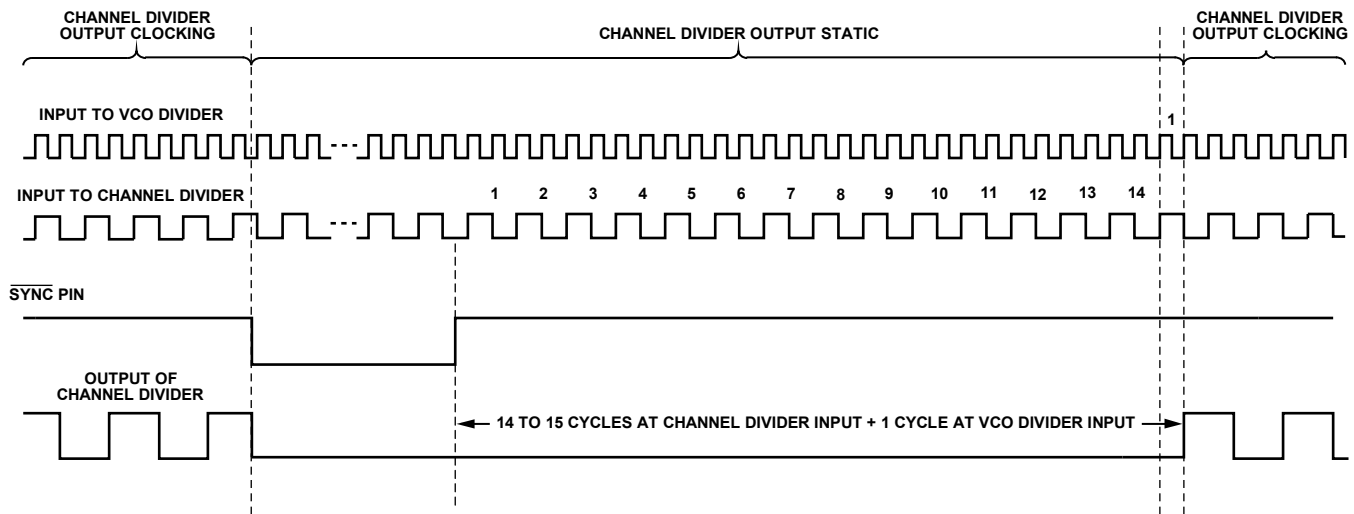 CHANNEL DIVIDER
OUTPUT CLOCKING
CHANNEL DIVIDER OUTPUT STATIC
CHANNEL DIVIDER
OUTPUT CLOCKING
INPUT TO VCO DIVIDER
1
INPUT TO CHANNEL DIVIDER
1 2 3 4 5 6 7 8 9 10 11 12 13 14
SYNC PIN
OUTPUT OF
CHANNEL DIVIDER
14 TO 15 CYCLES AT CHANNEL DIVIDER INPUT + 1 CYCLE AT VCO DIVIDER INPUT